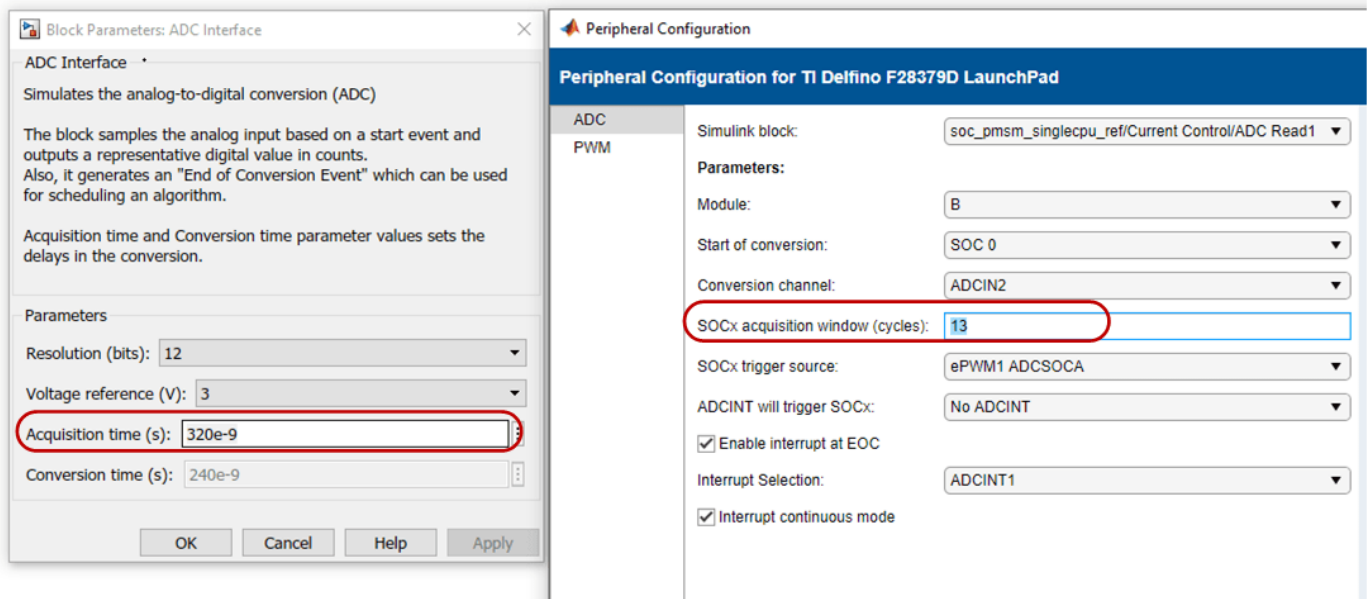 Block Parameters: ADC Interface
ADC Interface
Simulates the analog-to-digital conversion (ADC)
The block samples the analog input based on a start event and
outputs a representative digital value in counts.
Also, it generates an "End of Conversion Event" which can be used
for scheduling an algorithm.
Acquisition time and Conversion time parameter values sets the
delays in the conversion.
Parameters
Resolution (bits): 12
Voltage reference (V): 3
Acquisition time (s): 320e-9
Conversion time (s): 240e-9
OK Cancel Help Apply
Peripheral Configuration
Peripheral Configuration for TI Delfino F28379D LaunchPad
ADC
PWM
Simulink block: soc_pmsm_singlecpu_ref/Current Control/ADC Read1
Parameters:
Module: B
Start of conversion: SOC 0
Conversion channel: ADCIN2
SOCx acquisition window (cycles): 13
SOCx trigger source: ePWM1 ADCSOCA
ADCINT will trigger SOCx: No ADCINT
Enable interrupt at EOC
Interrupt Selection: ADCINT1
Interrupt continuous mode